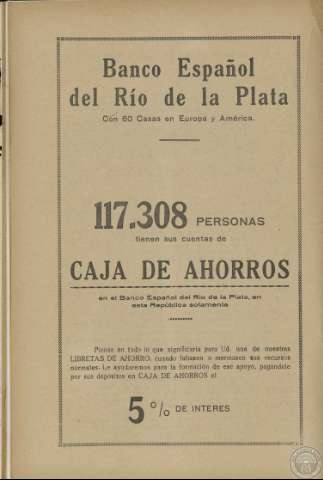 Banco Español
del Río de la Plata
Con 60 Casas en Europa y América.
117.308 PERSONAS
tienen sus cuentas de
CAJA DE AHORROS
en el Banco Español del Río de la Plata, en
esta República solamente.
Piense en todo lo que significaría para Ud. una de nuestras
LIBRETAS DE AHORRO, cuando faltasen o mermasen sus recursos
normales. Le ayudaremos para la formación de ese apoyo, pagándole
por sus depósitos en CAJA DE AHORROS el
5 % DE INTERES